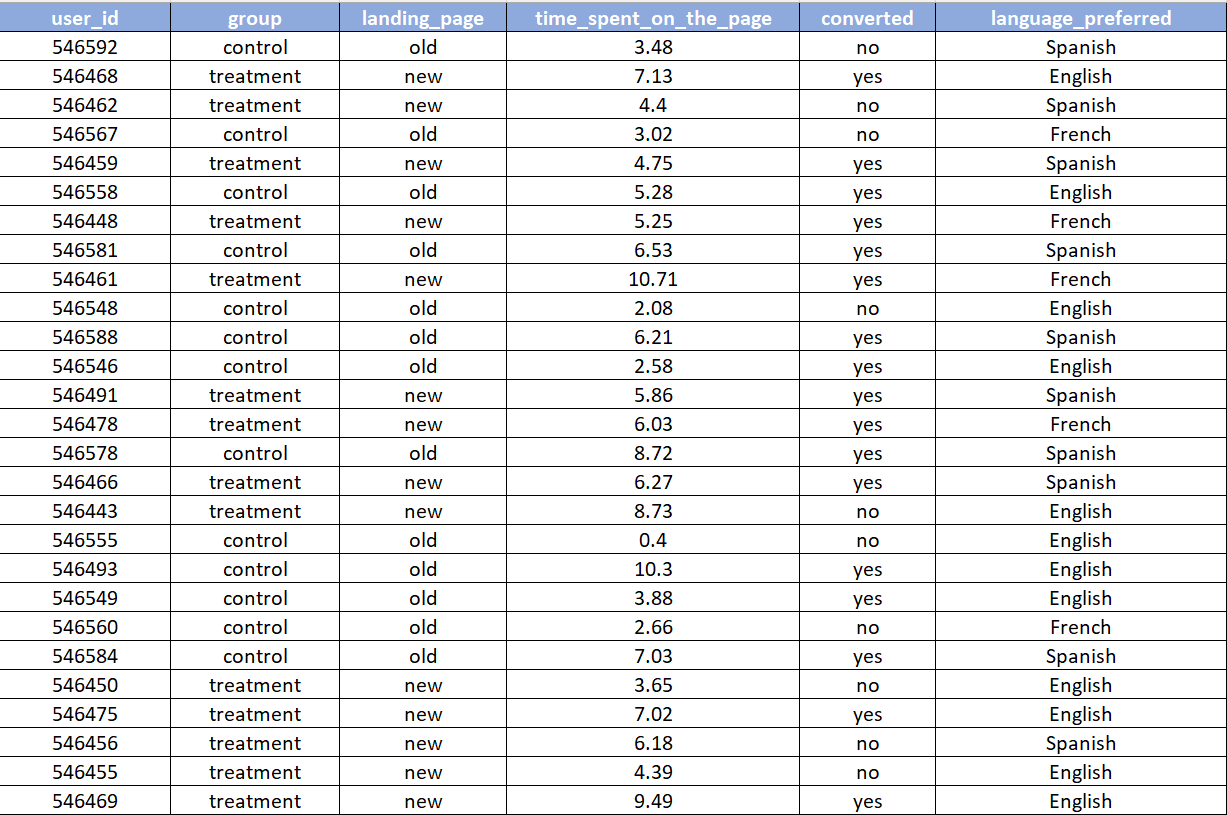 user_id group landing_page time_spent_on_the_page converted language_preferred
546592 control old 3.48 no Spanish
546468 treatment new 7.13 yes English
546462 treatment new 4.4 no Spanish
546567 control old 3.02 no French
546459 treatment new 4.75 yes Spanish
546558 control old 5.28 yes English
546448 treatment new 5.25 yes French
546581 control old 6.53 yes Spanish
546461 treatment new 10.71 yes French
546548 control old 2.08 no English
546588 control old 6.21 yes Spanish
546546 control old 2.58 yes English
546491 treatment new 5.86 yes Spanish
546478 treatment new 6.03 yes French
546578 control old 8.72 yes Spanish
546466 treatment new 6.27 yes Spanish
546443 treatment new 8.73 no English
546555 control old 0.4 no English
546493 control old 10.3 yes English
546549 control old 3.88 yes English
546560 control old 2.66 no French
546584 control old 7.03 yes Spanish
546450 treatment new 3.65 no English
546475 treatment new 7.02 yes English
546456 treatment new 6.18 no Spanish
546455 treatment new 4.39 no English
546469 treatment new 9.49 yes English